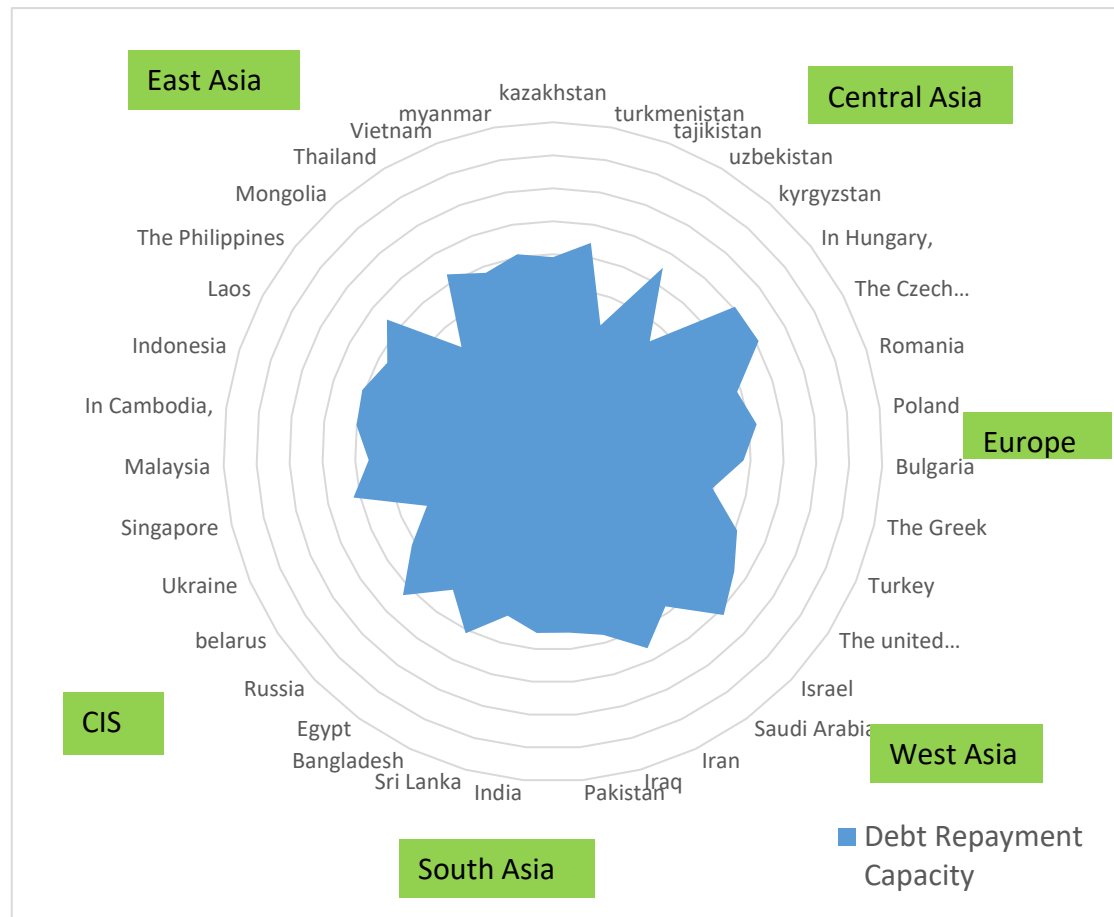 East Asia
Central Asia
kazakhstan
turkmenistan
tajikistan
uzbekistan
kyrgyzstan
In Hungary,
The Czech...
Romania
Poland
Europe
Bulgaria
The Greek
Turkey
The united...
Israel
Saudi Arabia
West Asia
Iran
Iraq
Pakistan
India
South Asia
Sri Lanka
Bangladesh
Egypt
Russia
CIS
belarus
Ukraine
Singapore
Malaysia
In Cambodia,
Indonesia
Laos
The Philippines
Mongolia
Thailand
Vietnam
myanmar
Debt Repayment
Capacity